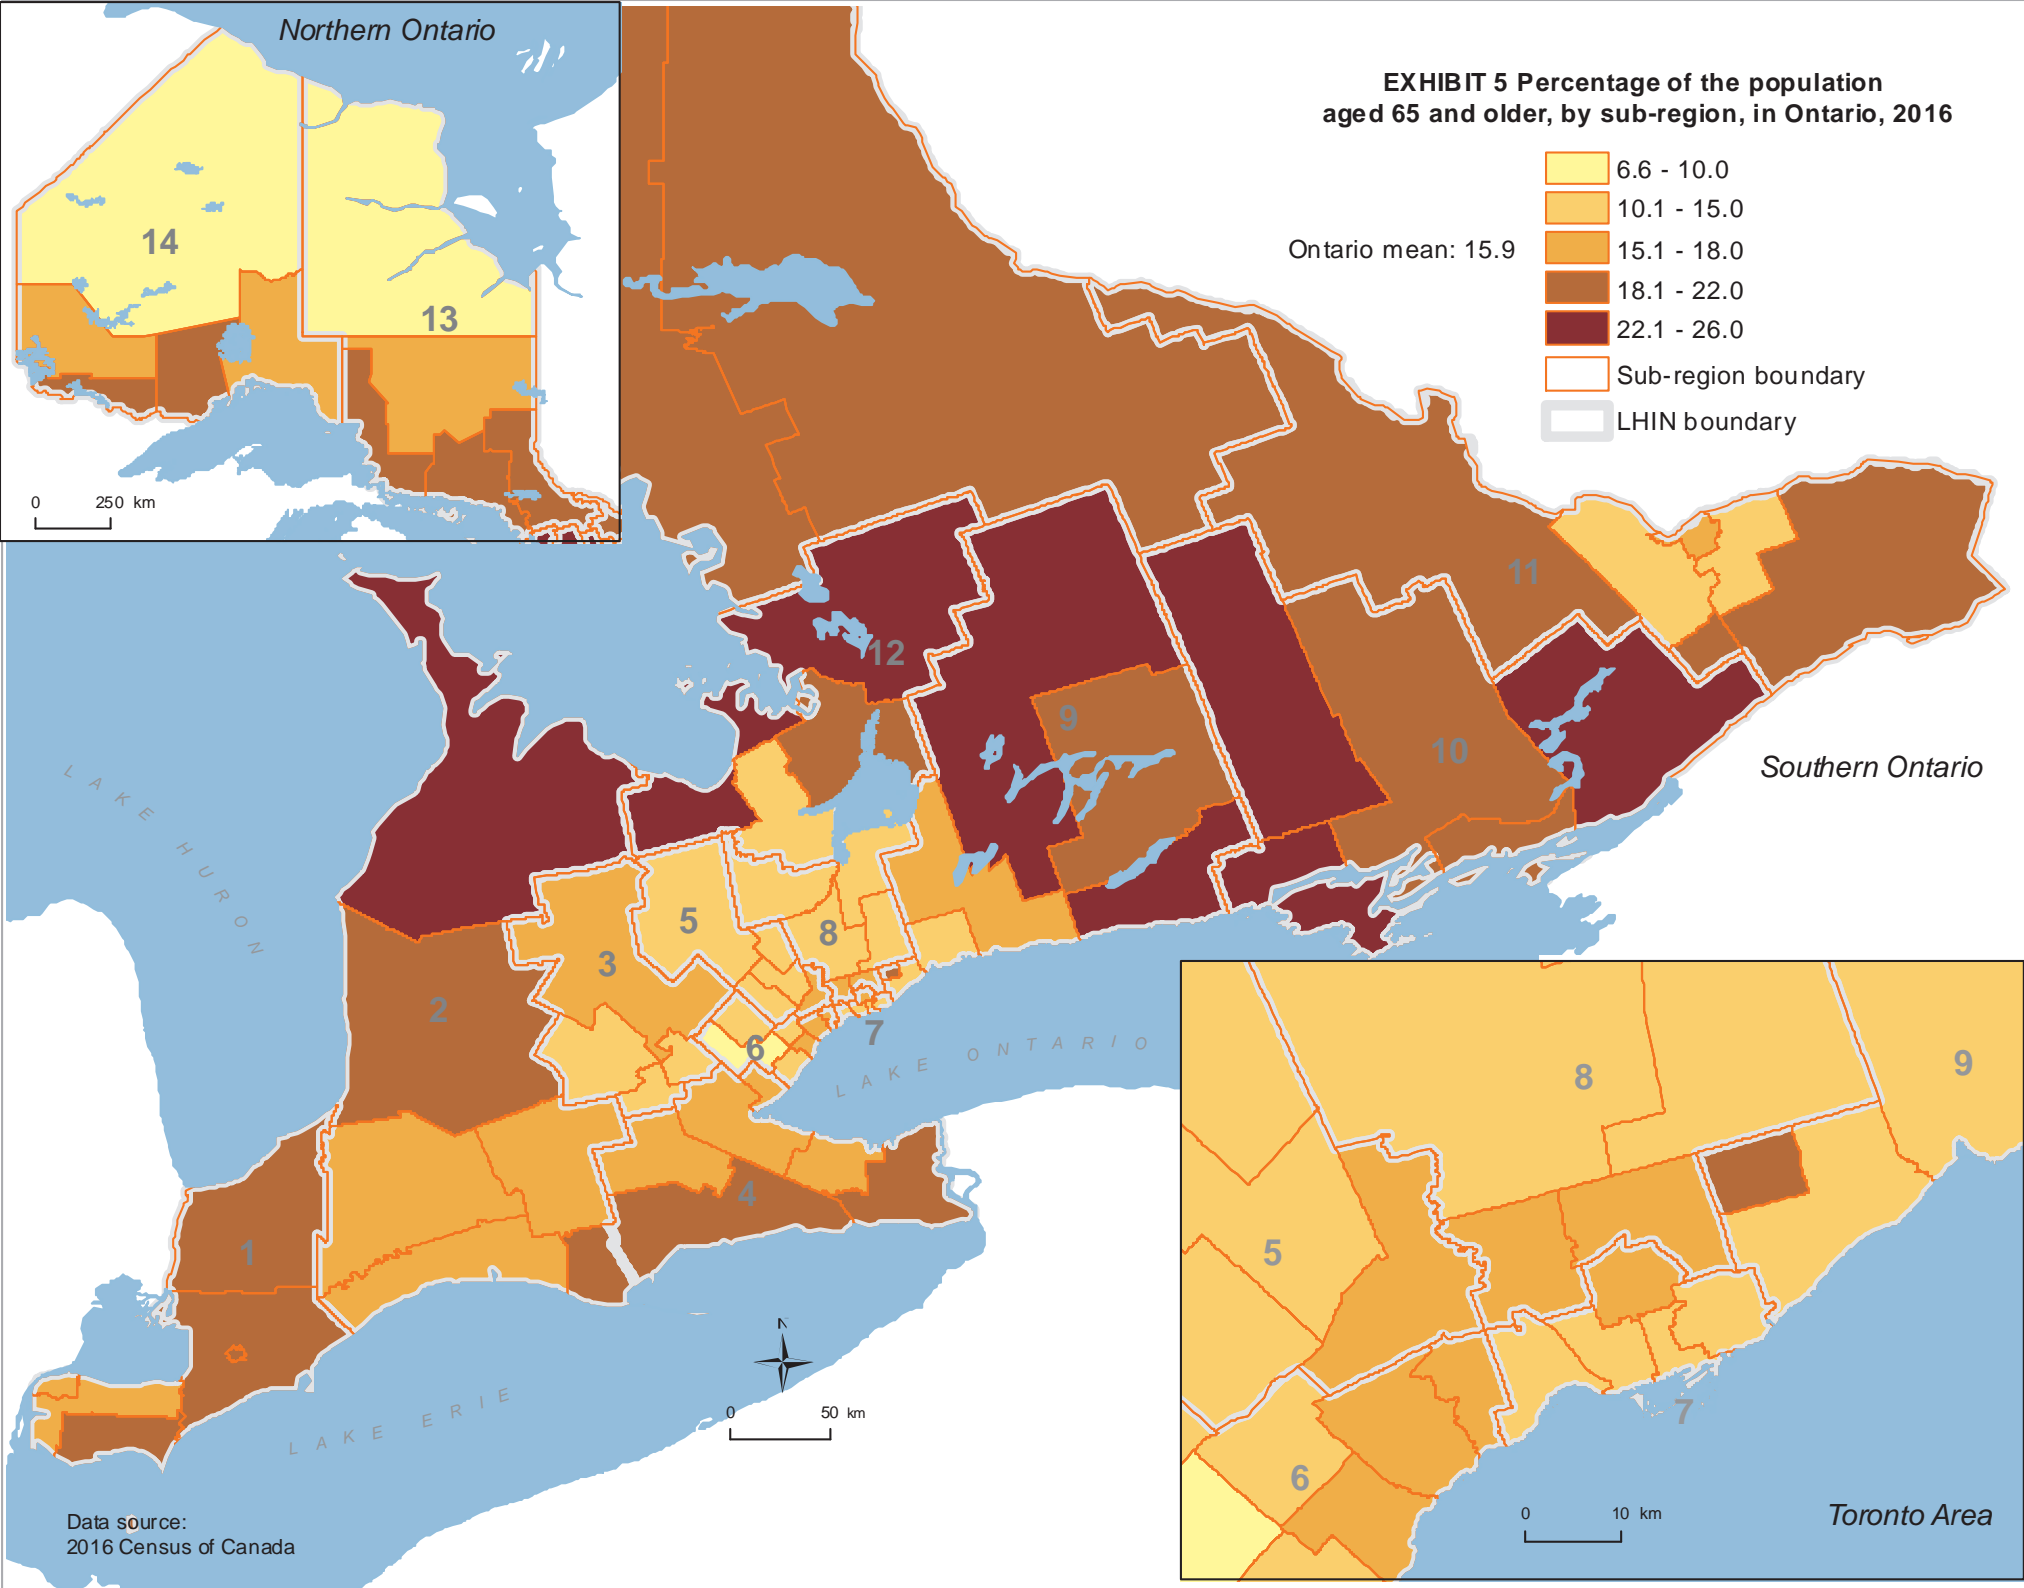 Northern Ontario
14
13
0 250 km
EXHIBIT 5 Percentage of the population
aged 65 and older, by sub-region, in Ontario, 2016
Ontario mean: 15.9
6.6 - 10.0
10.1 - 15.0
15.1 - 18.0
18.1 - 22.0
22.1 - 26.0
Sub-region boundary
LHIN boundary
11
12
9
10
Southern Ontario
LAKE HURON
5
8
3
2
7
6
LAKE ONTARIO
4
1
N
0 50 km
LAKE ERIE
Data source:
2016 Census of Canada
8
9
5
7
6
0 10 km
Toronto Area